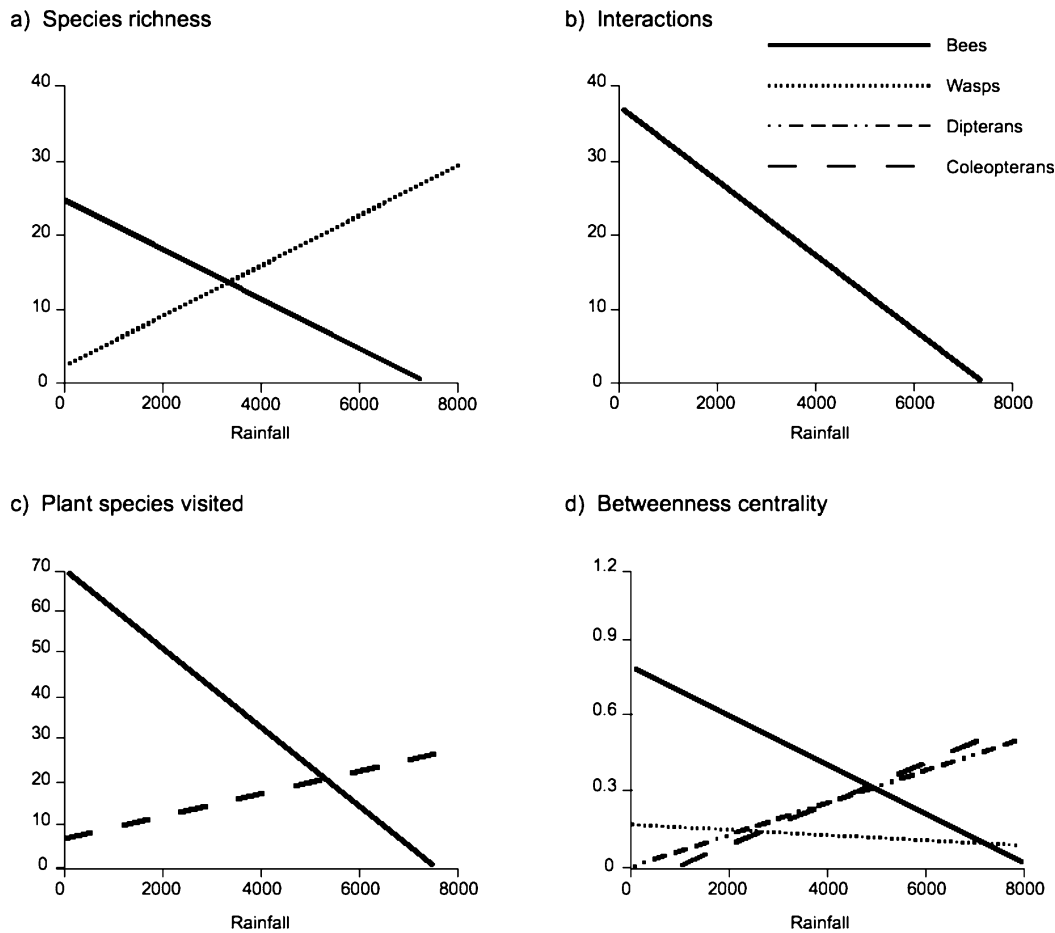 a) Species richness
40
30
20
10
0
0 2000 4000 6000 8000
Rainfall
b) Interactions
Bees
Wasps
Dipterans
Coleopterans
40
30
20
10
0
0 2000 4000 6000 8000
Rainfall
c) Plant species visited
70
60
50
40
30
20
10
0
0 2000 4000 6000 8000
Rainfall
d) Betweenness centrality
1.2
0.9
0.6
0.3
0
0 2000 4000 6000 8000
Rainfall